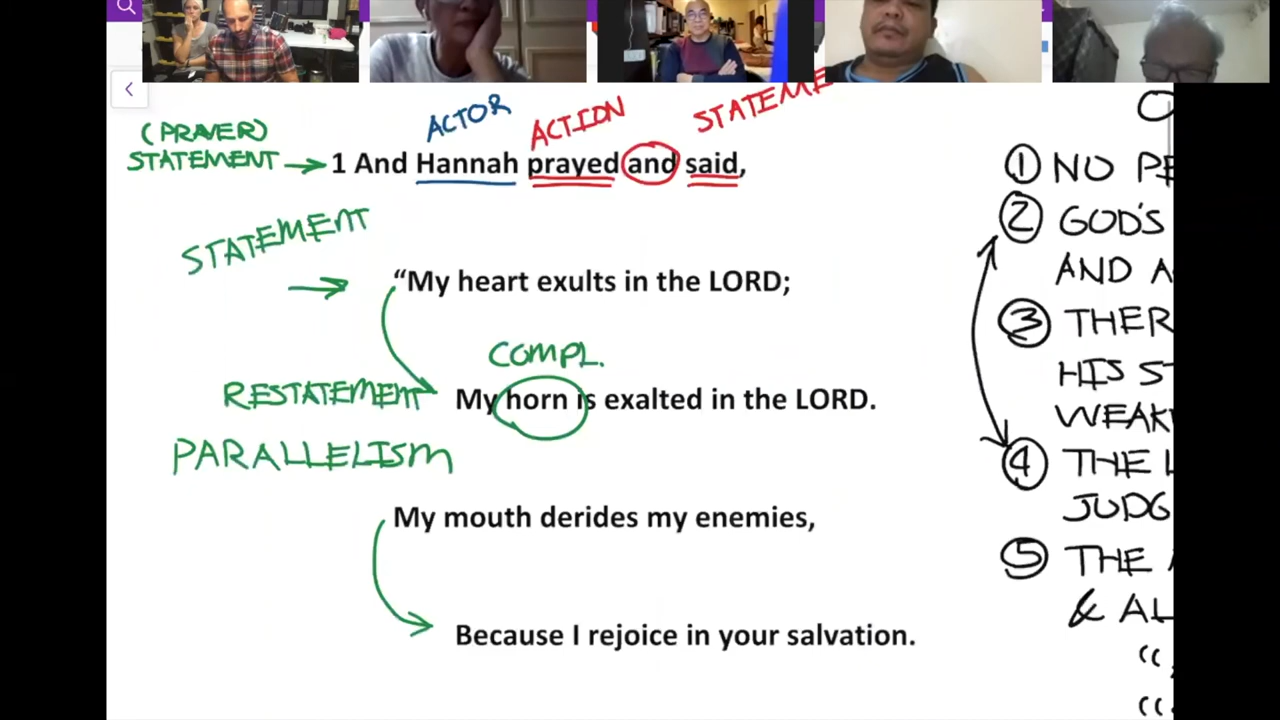 (PRAYER)
STATEMENT
ACTOR
ACTION
1 And Hannah prayed and said,
STATEMENT
"My heart exults in the LORD;
COMPL.
RESTATEMENT
My horn is exalted in the LORD.
PARALLELISM
My mouth derides my enemies,
Because I rejoice in your salvation.
1 NO
2 GOD'S
AND
3
HIS
4 THE
5 THE
&